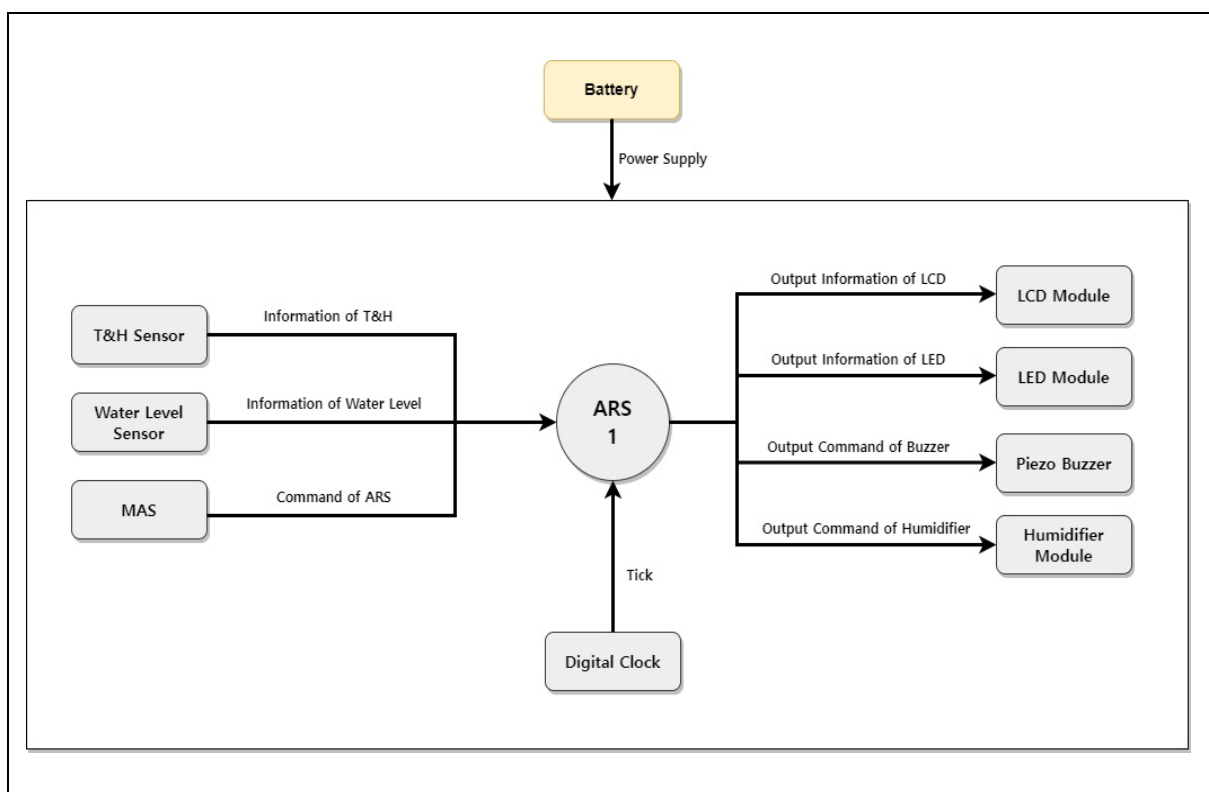 Battery
Power Supply
Output Information of LCD
LCD Module
Information of T&H
T&H Sensor
Output Information of LED
LED Module
Information of Water Level
Water Level
Sensor
ARS
1
Output Command of Buzzer
Piezo Buzzer
Command of ARS
MAS
Output Command of Humidifier
Humidifier
Module
Tick
Digital Clock